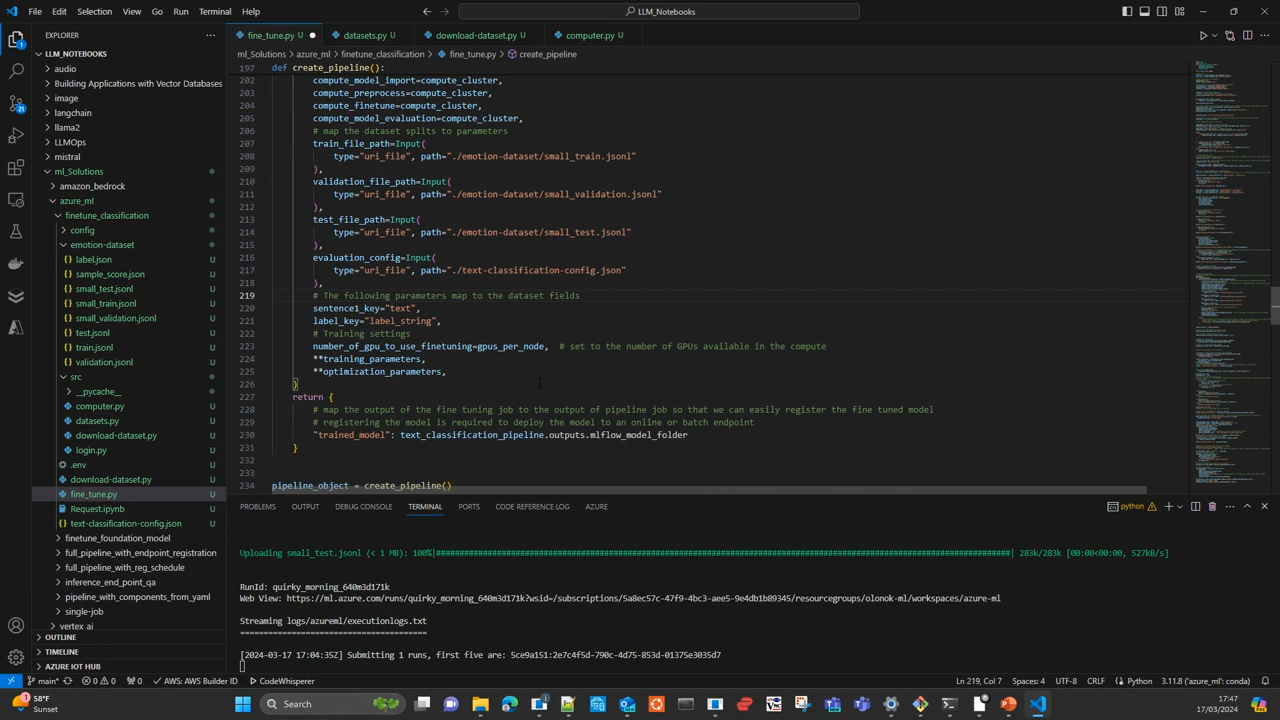 File Edit Selection View Go Run Terminal Help
LLM_Notebooks
EXPLORER
fine_tune.py U
datasets.py U
download-dataset.py U
computer.py U
LLM_NOTEBOOKS
ml_Solutions > azure_ml > finetune_classification > fine_tune.py > create_pipeline
audio
Building Applications with Vector Databases
image
langchain
llama2
LLMOps
mistral
ml_Solutions
amazon_bedrock
azure_ml
finetune_classification
config
emotion-dataset
label.json U
sample_score.json U
small_test.jsonl U
small_train.jsonl U
small_validation.jsonl U
test.jsonl U
train.jsonl U
validation.jsonl U
src
__pycache__
computer.py U
datasets.py U
download-dataset.py U
login.py U
.env U
download-dataset.py U
fine_tune.py U
Request.ipynb U
text-classification-config.json U
finetune_foundation_model
full_pipeline_with_endpoint_registration
full_pipeline_with_reg_schedule
inference_end_point_qa
pipeline_with_components_from_yaml
single-job
vertex_ai
OUTLINE
TIMELINE
AZURE IOT HUB
197 def create_pipeline():
202 compute_model_import=compute_cluster,
203 compute_preprocess=compute_cluster,
204 compute_finetune=compute_cluster,
205 compute_model_evaluation=compute_cluster,
206 # map the dataset splits to parameters
207 train_file_path=Input(
208 type="uri_file", path="./emotion-dataset/small_train.jsonl"
209 ),
210 validation_file_path=Input(
211 type="uri_file", path="./emotion-dataset/small_validation.jsonl"
212 ),
213 test_file_path=Input(
214 type="uri_file", path="./emotion-dataset/small_test.jsonl"
215 ),
216 evaluation_config=Input(
217 type="uri_file", path="./text-classification-config.json"
218 ),
219 # The following parameters map to the dataset fields
220 sentence1_key="text",
221 label_key="label_string",
222 # Training settings
223 number_of_gpu_to_use_finetuning=gpus_per_node, # set to the number of GPUs available in the compute
224 **training_parameters,
225 **optimization_parameters,
226 )
227 return {
228 # map the output of the fine tuning job to the output of pipeline job so that we can easily register the fine tuned model
229 # registering the model is required to deploy the model to an online or batch endpoint
230 "trained_model": text_classification_pipeline.outputs.mlflow_model_folder
231 }
232
233
234 pipeline_object = create_pipeline()
PROBLEMS OUTPUT DEBUG CONSOLE TERMINAL PORTS COMMENTS REFERENCE LOG AZURE
python
Uploading small_test.jsonl (< 1 MB): 100%
283k/283k [00:00<00:00, 527kB/s]
RunId: quirky_morning_640m3d171k
Web View: https://ml.azure.com/runs/quirky_morning_640m3d171k?wsid=/subscriptions/5a8ec57c-47f9-4bc3-aee5-9e4db1b89345/resourcegroups/olonok-ml/workspaces/azure-ml
Streaming logs/azureml/executionlogs.txt
========================================
[2024-03-17 17:04:35Z] Submitting 1 runs, first five are: 5ce9a151:2e7c4f5d-790c-4d75-853d-01375e3035d7
main* 0 0 0 AWS: AWS Builder ID CodeWhisperer
Ln 219, Col 7 Spaces: 4 UTF-8 CRLF Python 3.11.8 ("azure_ml": conda)
58°F
Sunset
Search
17:47
17/03/2024